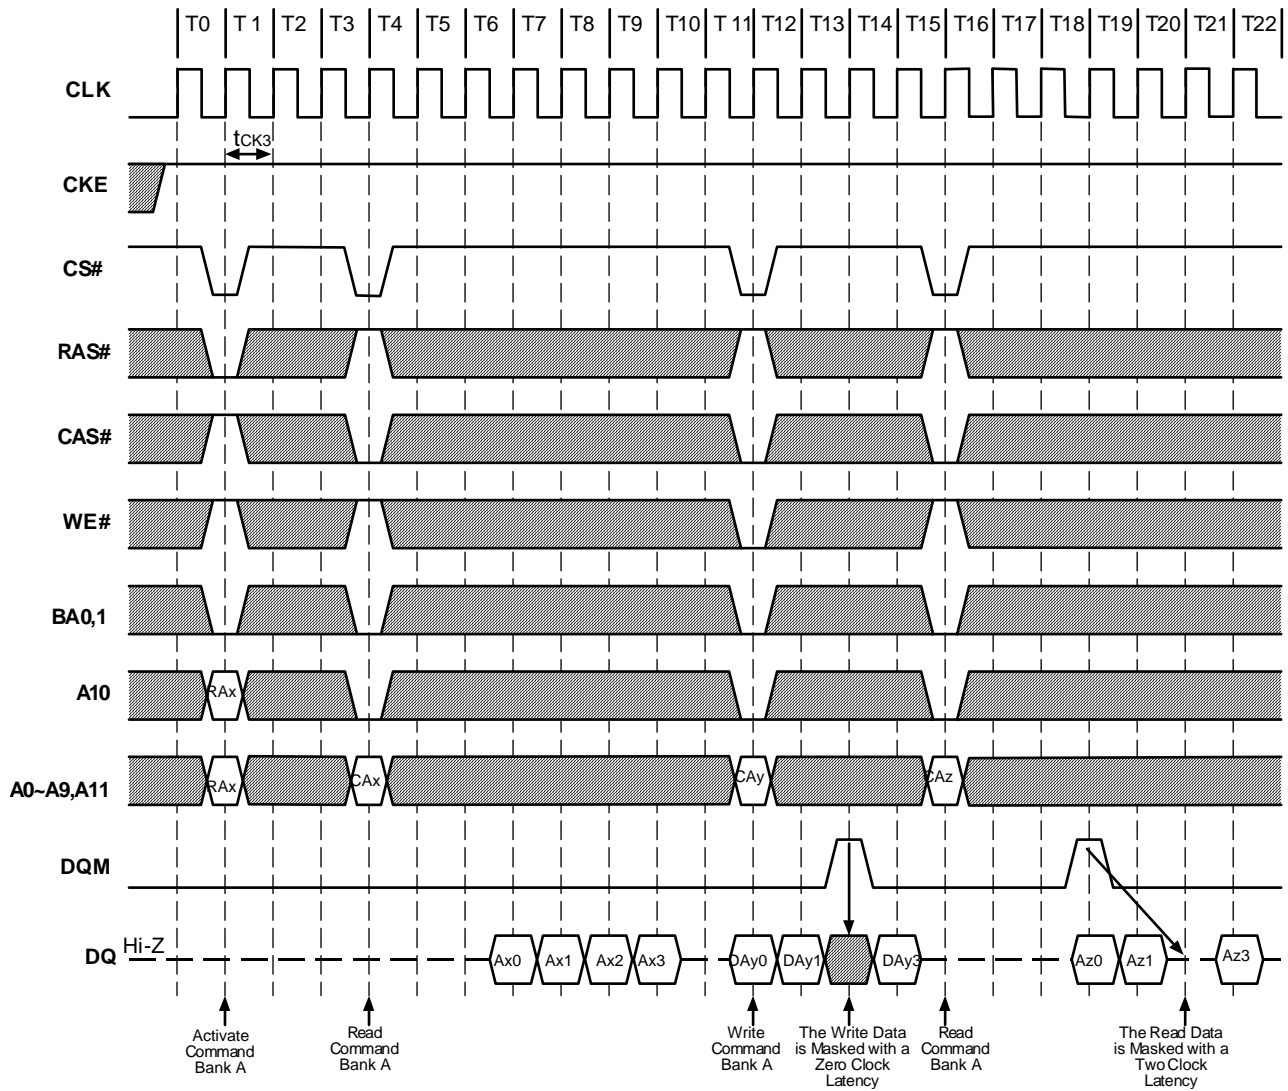 T0 T 1 T2 T3 T4 T5 T6 T7 T8 T9 T10 T 11 T12 T13 T14 T15 T16 T17 T18 T19 T20 T21 T22
CLK
tCK3
CKE
CS#
RAS#
CAS#
WE#
BA0,1
A10
RAx
A0~A9,A11
RAx CAx CAy CAz
DQM
DQ Hi-Z
Ax0 Ax1 Ax2 Ax3 DAy0 DAy1 DAy3 Az0 Az1 Az3
Activate
Command
Bank A
Read
Command
Bank A
Write
Command
Bank A
The Write Data
is Masked with a
Zero Clock
Latency
Read
Command
Bank A
The Read Data
is Masked with a
Two Clock
Latency